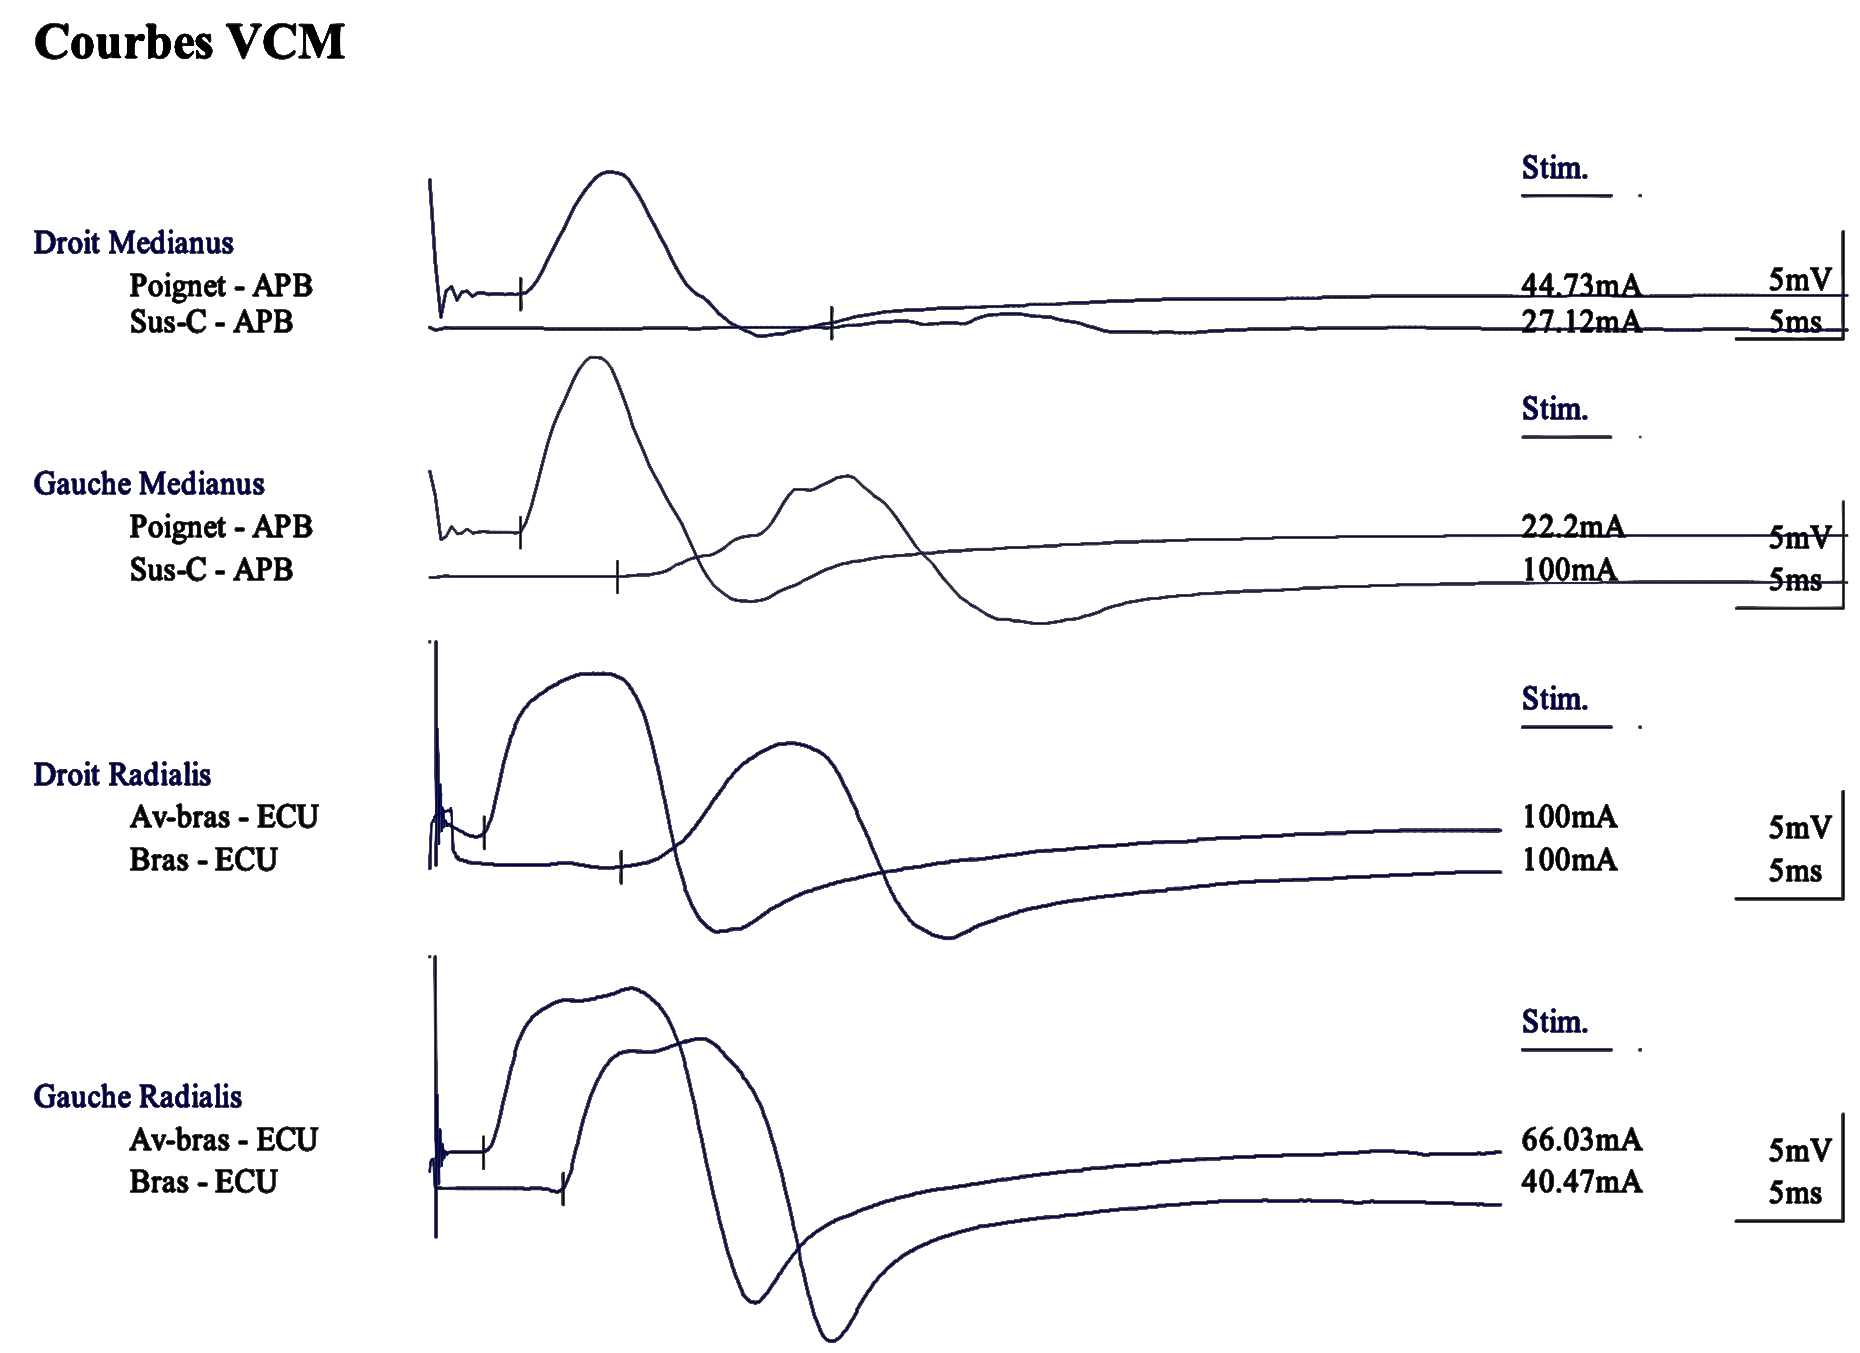 Courbes VCM
Stim.
Droit Medianus
Poignet - APB 44.73mA 5mV
Sus-C - APB 27.12mA 5ms
Stim.
Gauche Medianus
Poignet - APB 22.2mA 5mV
Sus-C - APB 100mA 5ms
Stim.
Droit Radialis
Av-bras - ECU 100mA 5mV
Bras - ECU 100mA 5ms
Stim.
Gauche Radialis
Av-bras - ECU 66.03mA 5mV
Bras - ECU 40.47mA 5ms